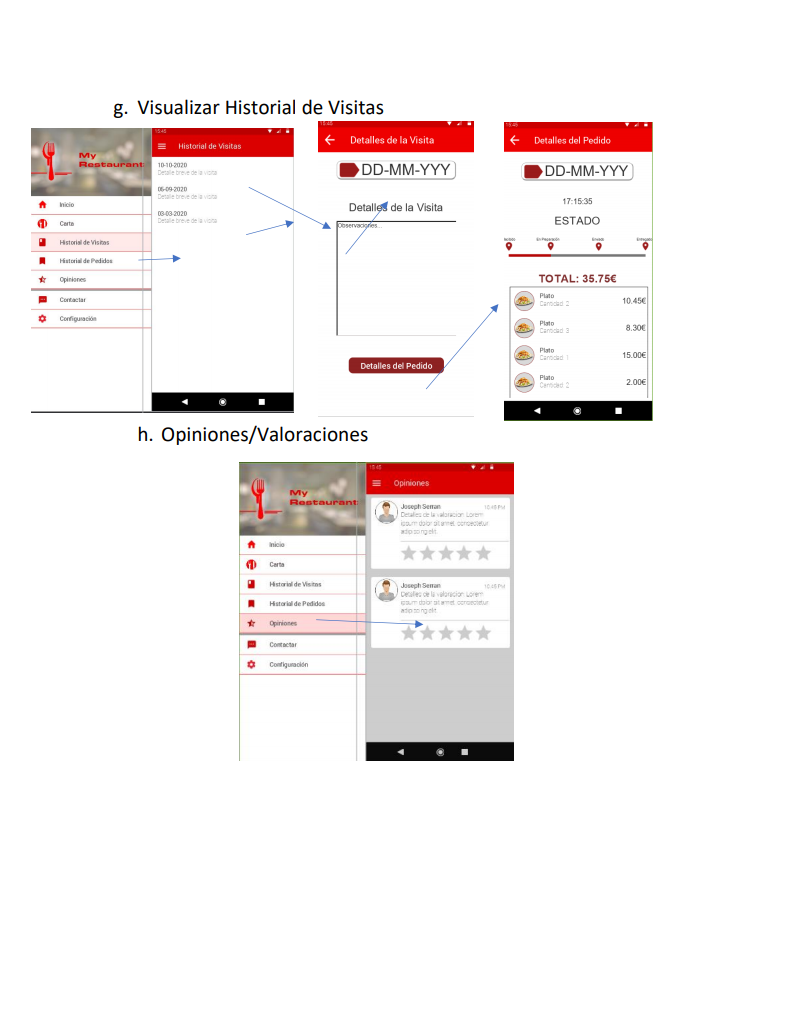 g. Visualizar Historial de Visitas
My
Restaurant
Inicio
Carta
Historial de Visitas
Historial de Pedidos
Opiniones
Contactar
Configuración
15:45
Historial de Visitas
10-10-2020
Detalle breve de la visita
06-09-2020
Detalle breve de la visita
03-03-2020
Detalle breve de la visita
15:45
Detalles de la Visita
DD-MM-YYY
Detalles de la Visita
Observaciones...
Detalles del Pedido
15:45
Detalles del Pedido
DD-MM-YYY
17:15:35
ESTADO
En Preparación
Enviado
Entregado
TOTAL: 35.75€
Plato
Cantidad: 2
10.45€
Plato
Cantidad: 3
8.30€
Plato
Cantidad: 1
15.00€
Plato
Cantidad: 2
2.00€
h. Opiniones/Valoraciones
My
Restaurant
Inicio
Carta
Historial de Visitas
Historial de Pedidos
Opiniones
Contactar
Configuración
15:45
Opiniones
Joseph Serran
10:45 PM
Detalles de la valoracion. Lorem
ipsum dolor sit amet, consectetur
adipiscing elit
Joseph Serran
10:45 PM
Detalles de la valoracion. Lorem
ipsum dolor sit amet, consectetur
adipiscing elit